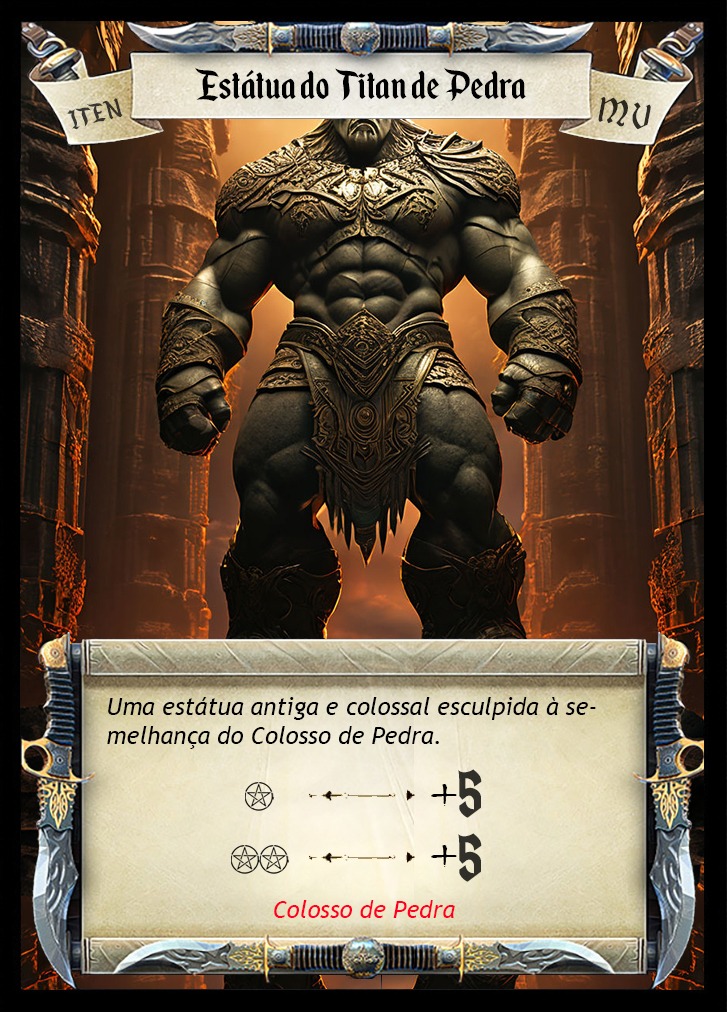 Estátua do Titan de Pedra
ITEN
MU
Uma estátua antiga e colossal esculpida à se-
melhança do Colosso de Pedra.
+5
+5
Colosso de Pedra